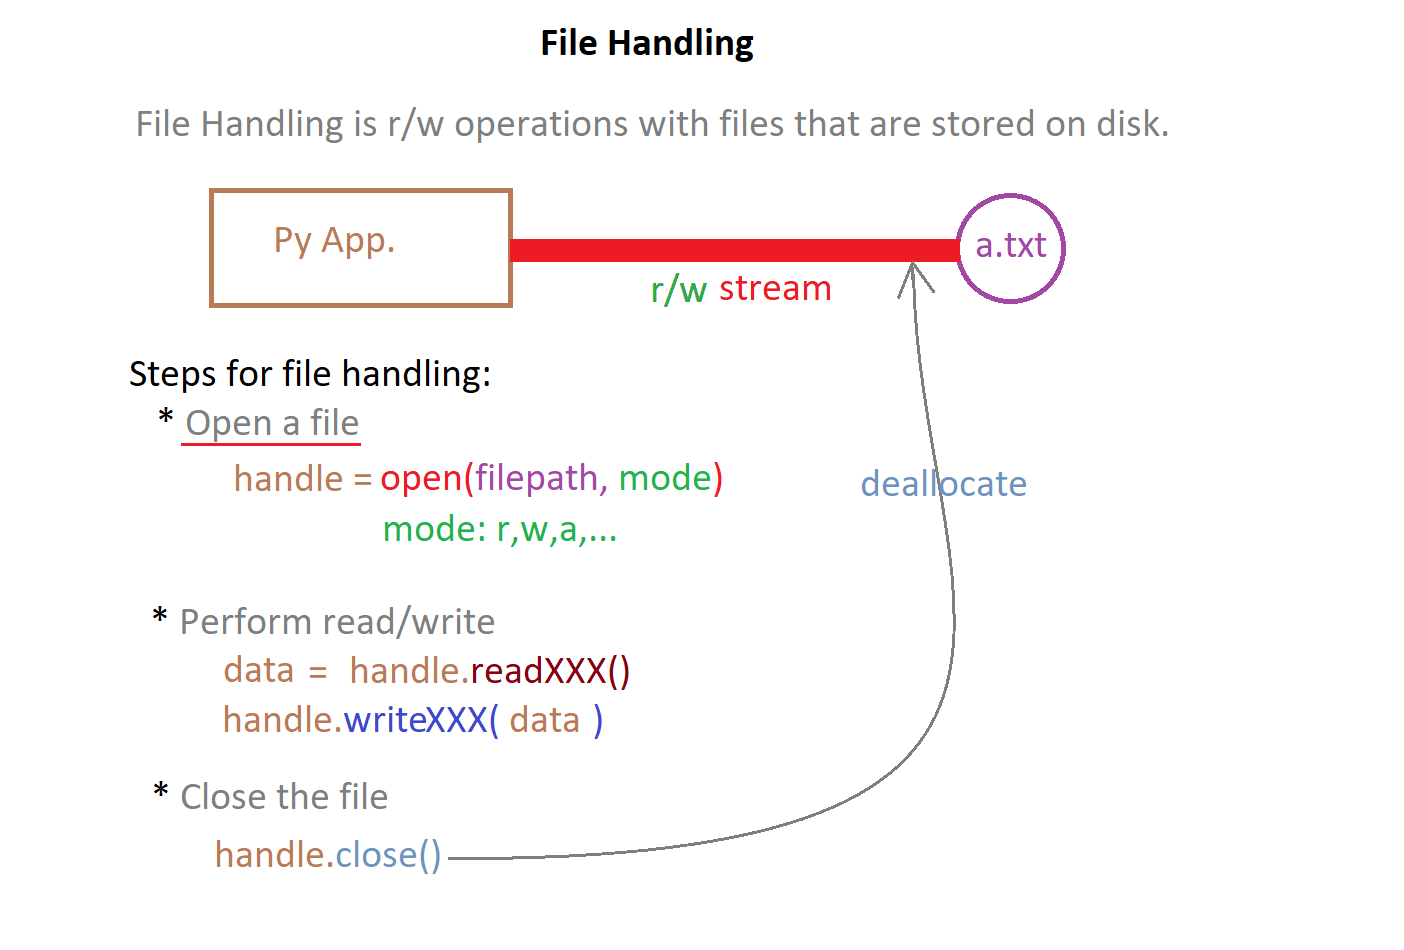 File Handling
File Handling is r/w operations with files that are stored on disk.
Py App.
a.txt
r/w stream
Steps for file handling:
* Open a file
handle = open(filepath, mode)
mode: r,w,a,...
deallocate
* Perform read/write
data = handle.readXXX()
handle.writeXXX( data )
* Close the file
handle.close()